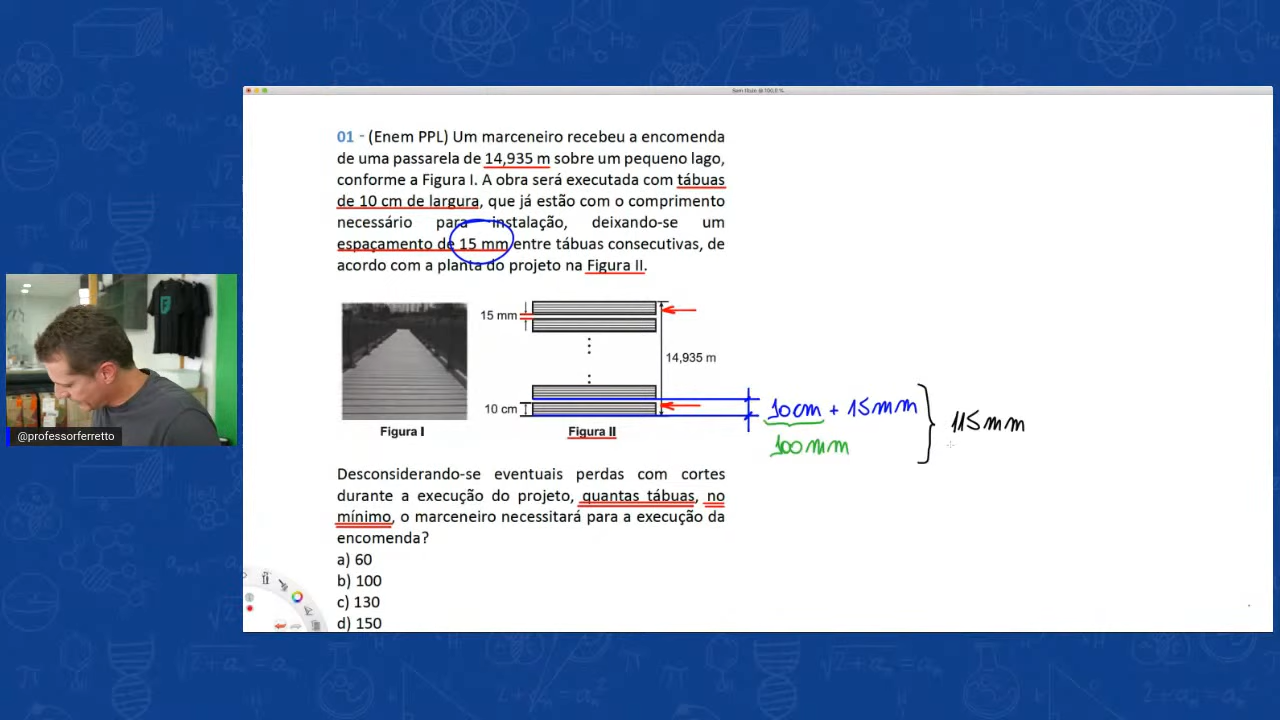 Sem título @ 100,0 %
01 - (Enem PPL) Um marceneiro recebeu a encomenda
de uma passarela de 14,935 m sobre um pequeno lago,
conforme a Figura I. A obra será executada com tábuas
de 10 cm de largura, que já estão com o comprimento
necessário para instalação, deixando-se um
espaçamento de 15 mm entre tábuas consecutivas, de
acordo com a planta do projeto na Figura II.
15 mm
14,935 m
10 cm
Figura I
Figura II
10cm + 15mm
100mm
115mm
@professorferretto
Desconsiderando-se eventuais perdas com cortes
durante a execução do projeto, quantas tábuas, no
mínimo, o marceneiro necessitará para a execução da
encomenda?
a) 60
b) 100
c) 130
d) 150